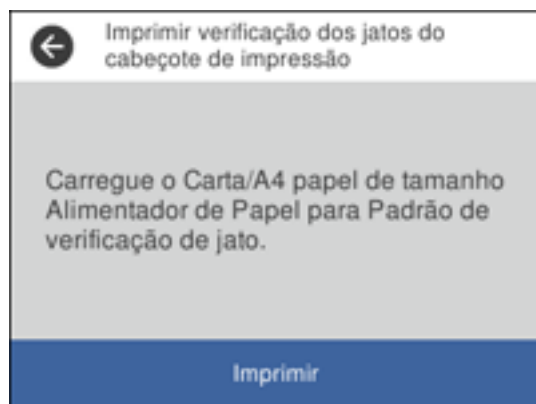 Imprimir verificação dos jatos do
cabeçote de impressão
Carregue o Carta/A4 papel de tamanho
Alimentador de Papel para Padrão de
verificação de jato.
Imprimir